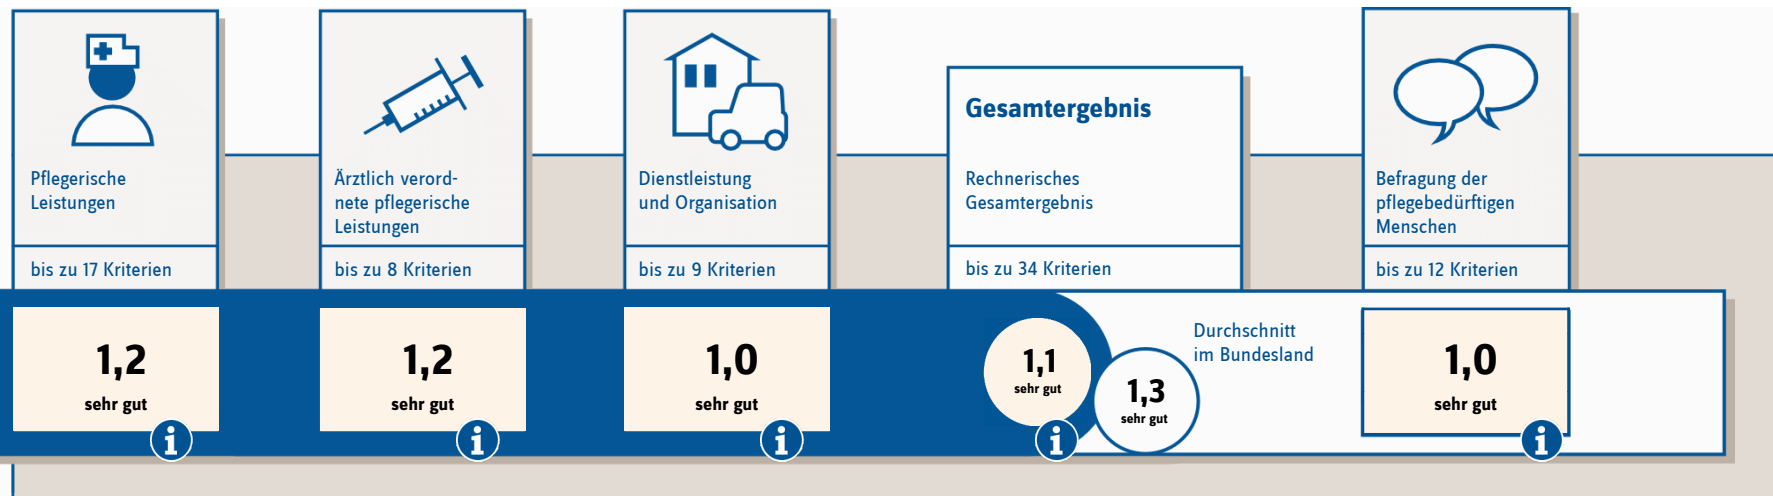 Pflegerische
Leistungen
bis zu 17 Kriterien
1,2
sehr gut
i
Ärztlich verord-
nete pflegerische
Leistungen
bis zu 8 Kriterien
1,2
sehr gut
i
Dienstleistung
und Organisation
bis zu 9 Kriterien
1,0
sehr gut
i
Gesamtergebnis
Rechnerisches
Gesamtergebnis
bis zu 34 Kriterien
1,1
sehr gut
i
1,3
sehr gut
Durchschnitt
im Bundesland
Befragung der
pflegebedürftigen
Menschen
bis zu 12 Kriterien
1,0
sehr gut
i